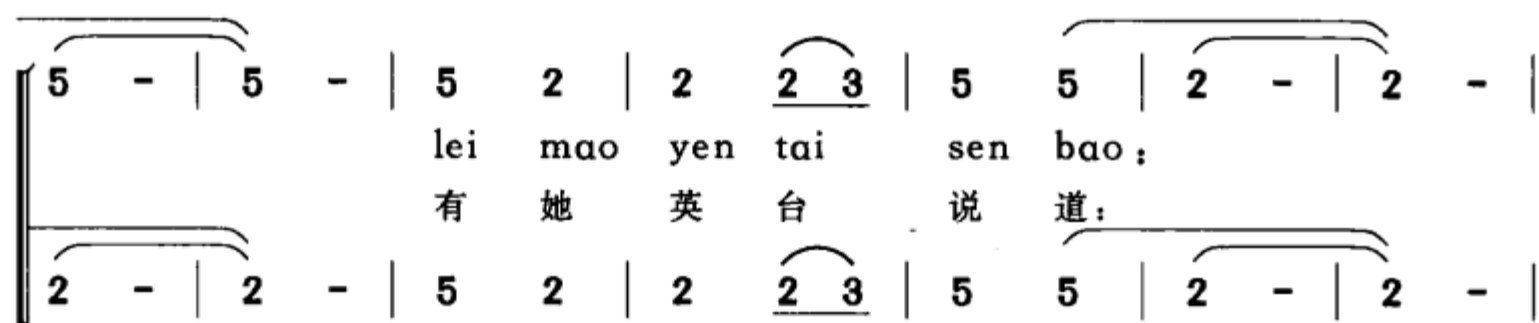 5 - | 5 - | 5 2 | 2 2 3 | 5 5 | 2 - | 2 - |
lei mao yen tai sen bao：
有 她 英 台 说 道：
2 - | 2 - | 5 2 | 2 2 3 | 5 5 | 2 - | 2 - |